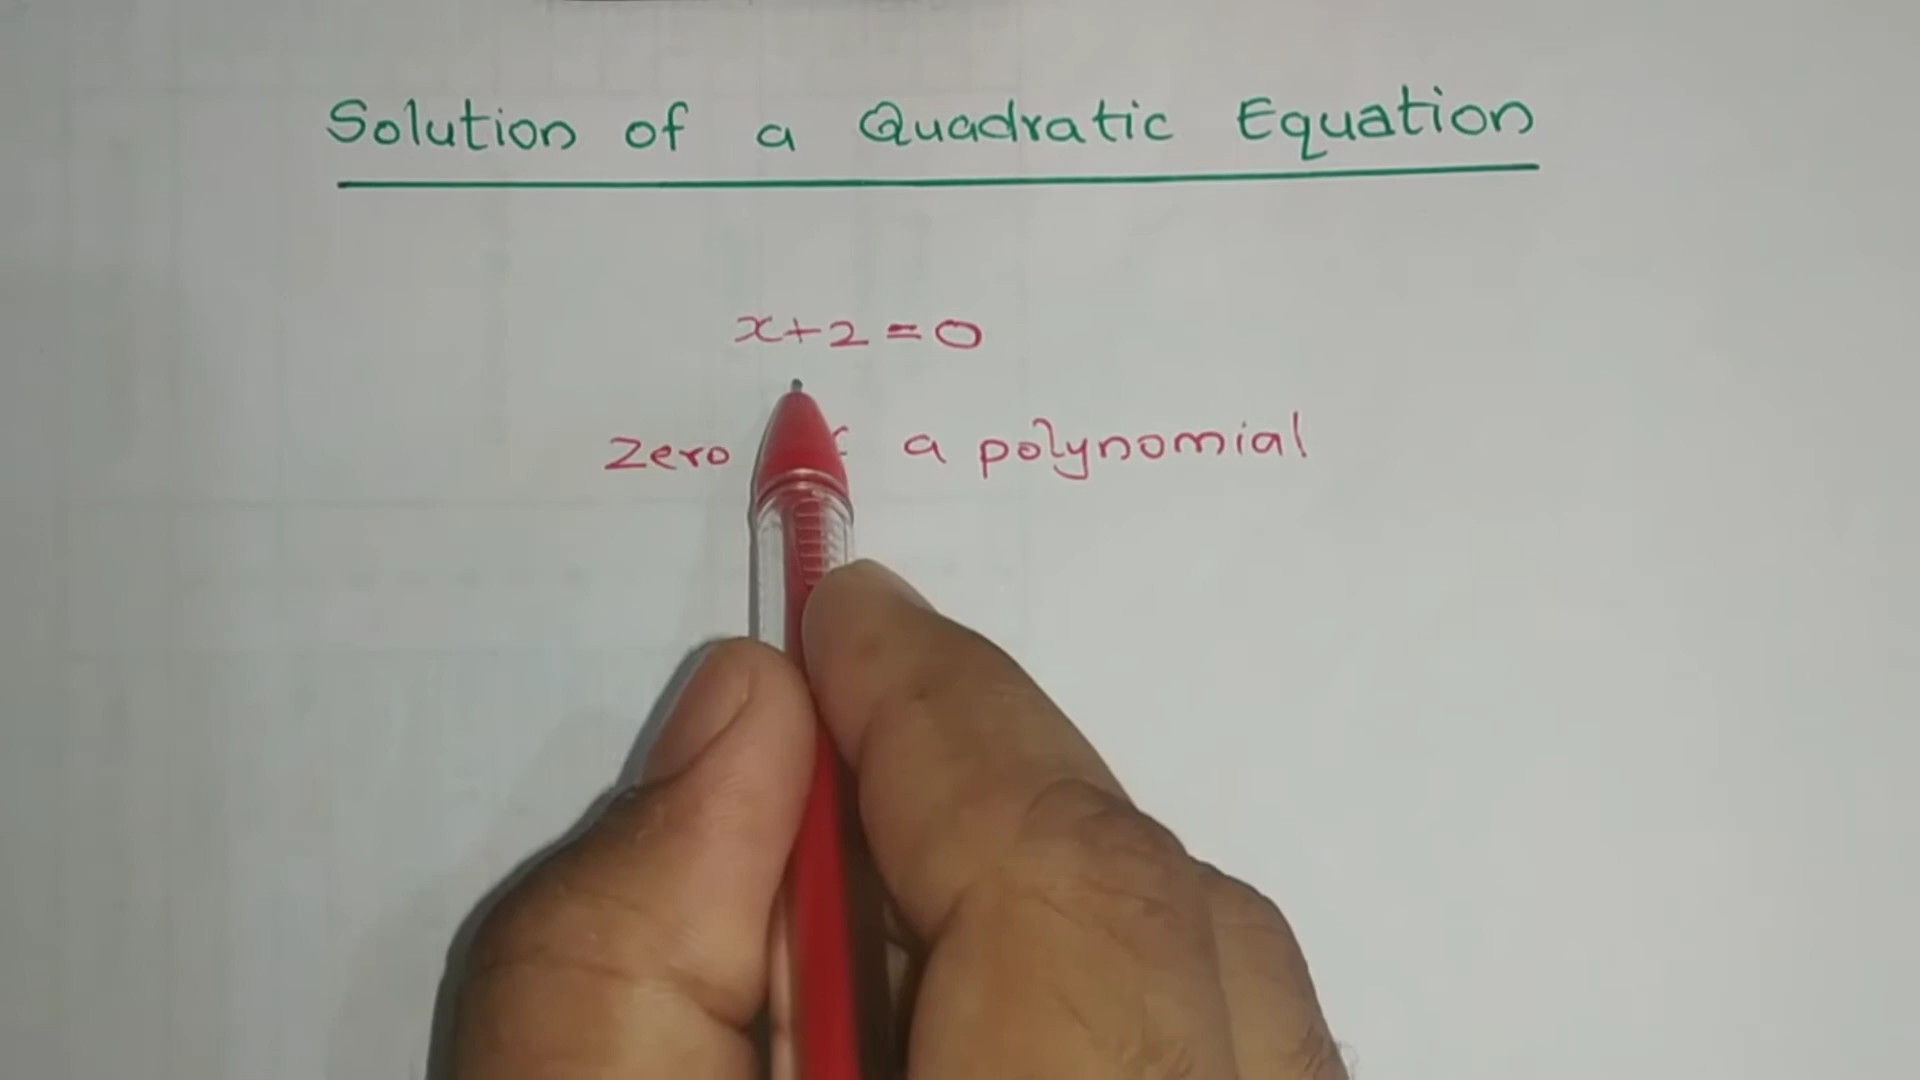 Solution of a Quadratic Equation
x+2=0
Zero a polynomial